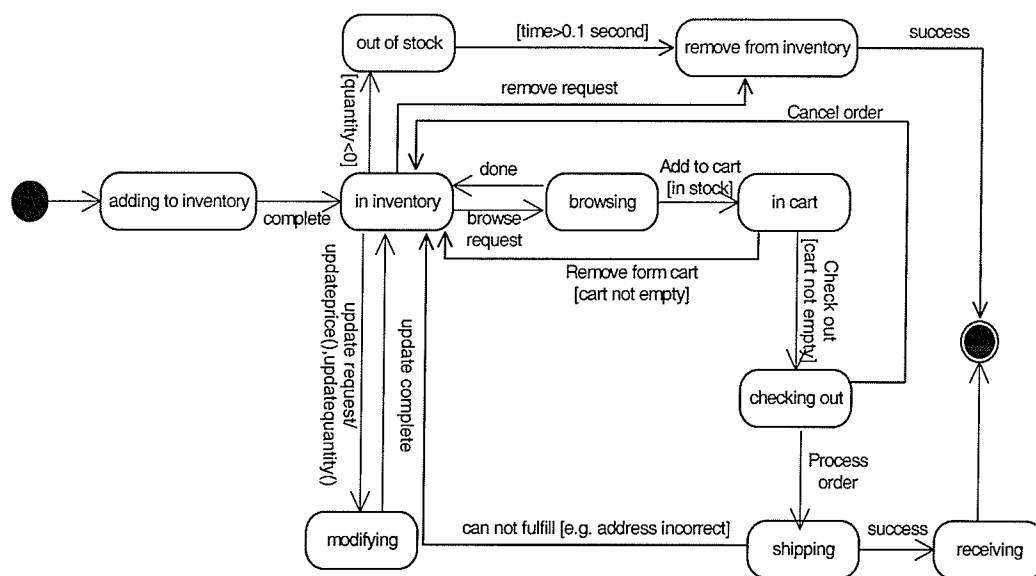 out of stock
[time>0.1 second]
remove from inventory
success
[quantity<0]
remove request
Cancel order
adding to inventory
complete
in inventory
done
browse
request
browsing
Add to cart
[in stock]
in cart
Remove form cart
[cart not empty]
Check out
[cart not empty]
update request/
updateprice(),updatequantity()
update complete
checking out
Process
order
modifying
can not fulfill [e.g. address incorrect]
shipping
success
receiving